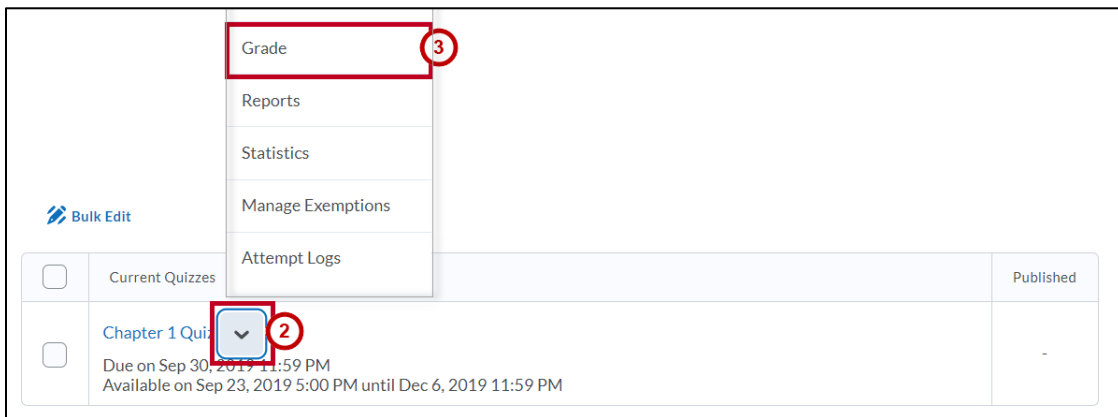 Grade
3
Reports
Statistics
Manage Exemptions
Attempt Logs
Bulk Edit
Current Quizzes
Published
Chapter 1 Qui
2
Due on Sep 30, 2019 11:59 PM
-
Available on Sep 23, 2019 5:00 PM until Dec 6, 2019 11:59 PM